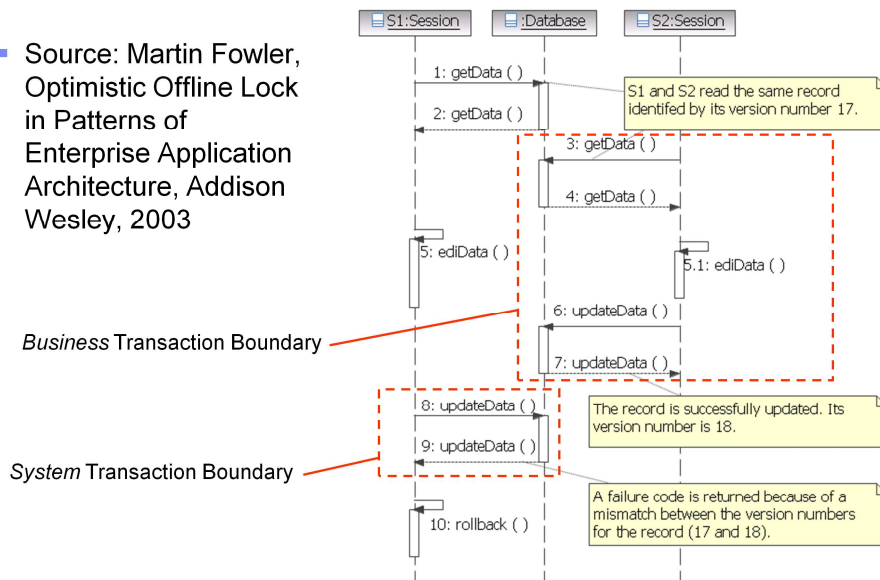 Source: Martin Fowler,
Optimistic Offline Lock
in Patterns of
Enterprise Application
Architecture, Addison
Wesley, 2003
S1:Session
:Database
S2:Session
1: getData ( )
S1 and S2 read the same record
identifed by its version number 17.
2: getData ( )
3: getData ( )
4: getData ( )
5: ediData ( )
5.1: ediData ( )
6: updateData ( )
Business Transaction Boundary
7: updateData ( )
8: updateData ( )
The record is successfully updated. Its
version number is 18.
9: updateData ( )
System Transaction Boundary
A failure code is returned because of a
mismatch between the version numbers
for the record (17 and 18).
10: rollback ( )